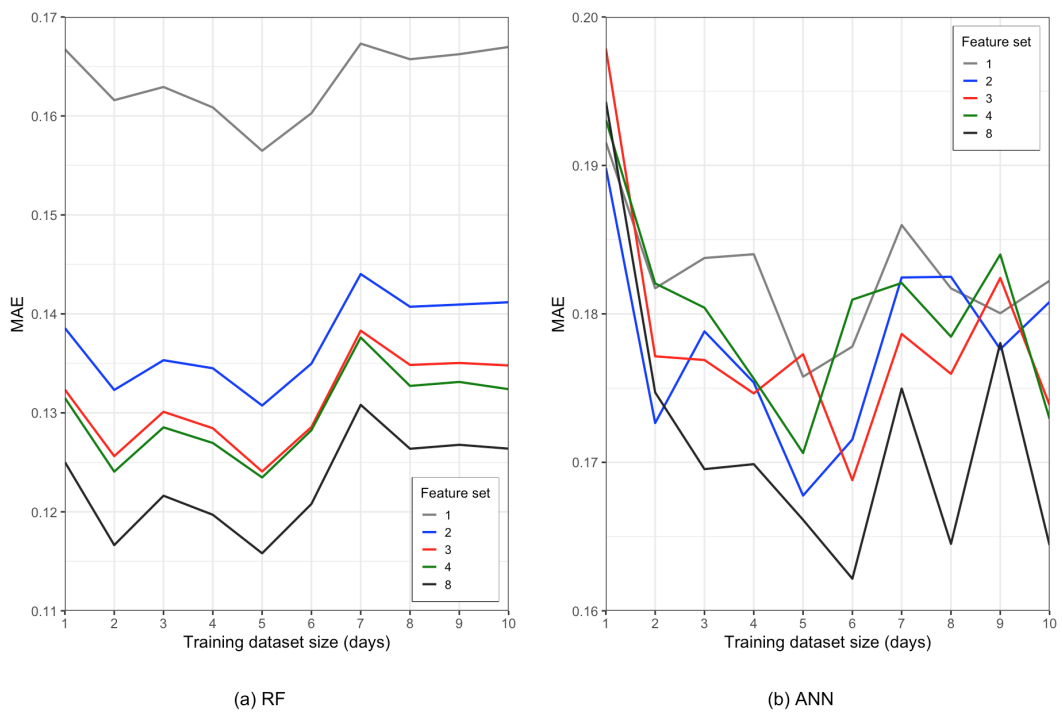 0.17
0.16
0.15
0.14
0.13
0.12
0.11
MAE
1 2 3 4 5 6 7 8 9 10
Training dataset size (days)
Feature set
1
2
3
4
8
(a) RF
0.20
0.19
0.18
0.17
0.16
MAE
1 2 3 4 5 6 7 8 9 10
Training dataset size (days)
Feature set
1
2
3
4
8
(b) ANN